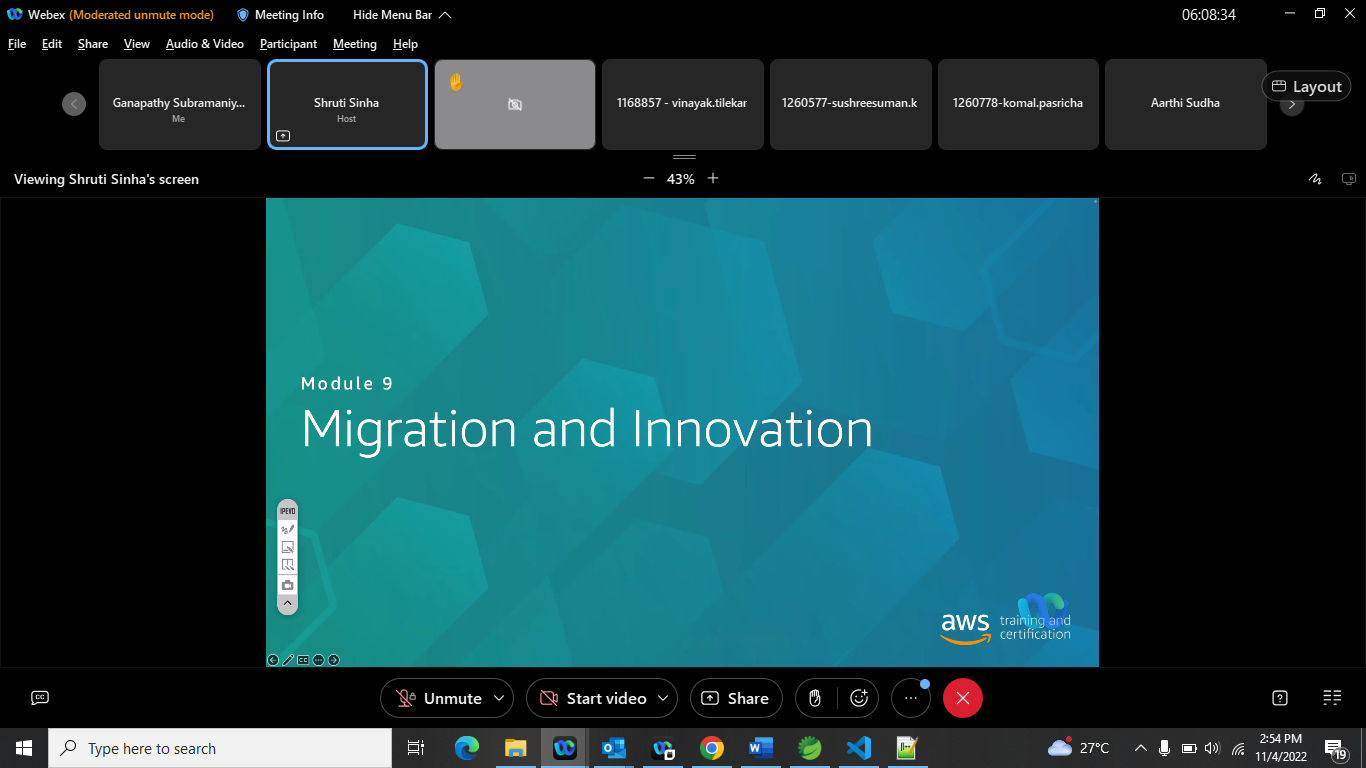 Webex (Moderated unmute mode) Meeting Info Hide Menu Bar 06:08:34
File Edit Share View Audio & Video Participant Meeting Help
Ganapathy Subramaniy...
Me
Shruti Sinha
Host
1168857 - vinayak.tilekar
1260577-sushreesuman.k
1260778-komal.pasricha
Aarthi Sudha
Layout
Viewing Shruti Sinha's screen 43%
Module 9
Migration and Innovation
IPEVO
aws training and
certification
CC
CC Unmute Start video Share
Type here to search
27°C
2:54 PM
11/4/2022
19